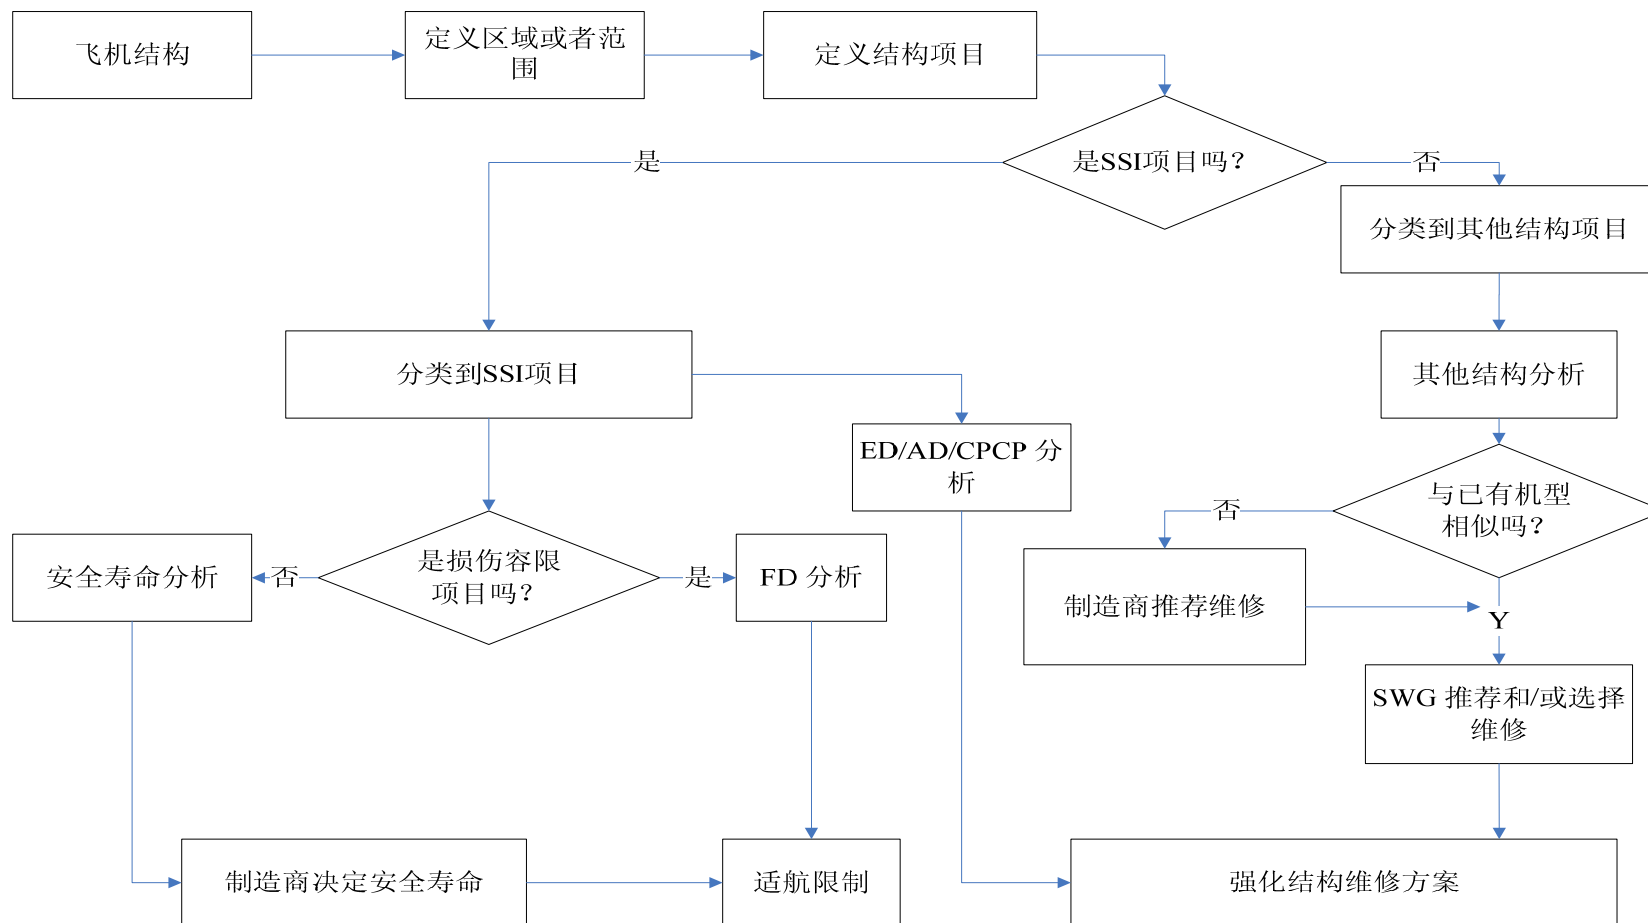 飞机结构
定义区域或者范
围
定义结构项目
是SSI项目吗？
是
否
分类到其他结构项目
分类到SSI项目
其他结构分析
ED/AD/CPCP 分
析
与已有机型
相似吗？
否
是损伤容限
项目吗？
安全寿命分析
否
是
FD 分析
制造商推荐维修
Y
SWG 推荐和/或选择
维修
制造商决定安全寿命
适航限制
强化结构维修方案